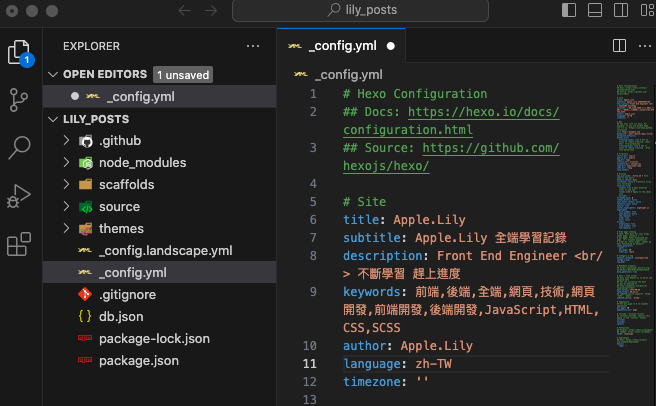 lily_posts
EXPLORER
_config.yml
1
OPEN EDITORS 1 unsaved
_config.yml
LILY_POSTS
.github
node_modules
scaffolds
source
themes
_config.landscape.yml
_config.yml
.gitignore
db.json
package-lock.json
package.json
_config.yml
1 # Hexo Configuration
2 ## Docs: https://hexo.io/docs/
configuration.html
3 ## Source: https://github.com/
hexojs/hexo/
4
5 # Site
6 title: Apple.Lily
7 subtitle: Apple.Lily 全端學習記錄
8 description: Front End Engineer <br/
> 不斷學習 趕上進度
9 keywords: 前端,後端,全端,網頁,技術,網頁
開發,前端開發,後端開發,JavaScript,HTML,
CSS,SCSS
10 author: Apple.Lily
11 language: zh-TW
12 timezone: ''
13